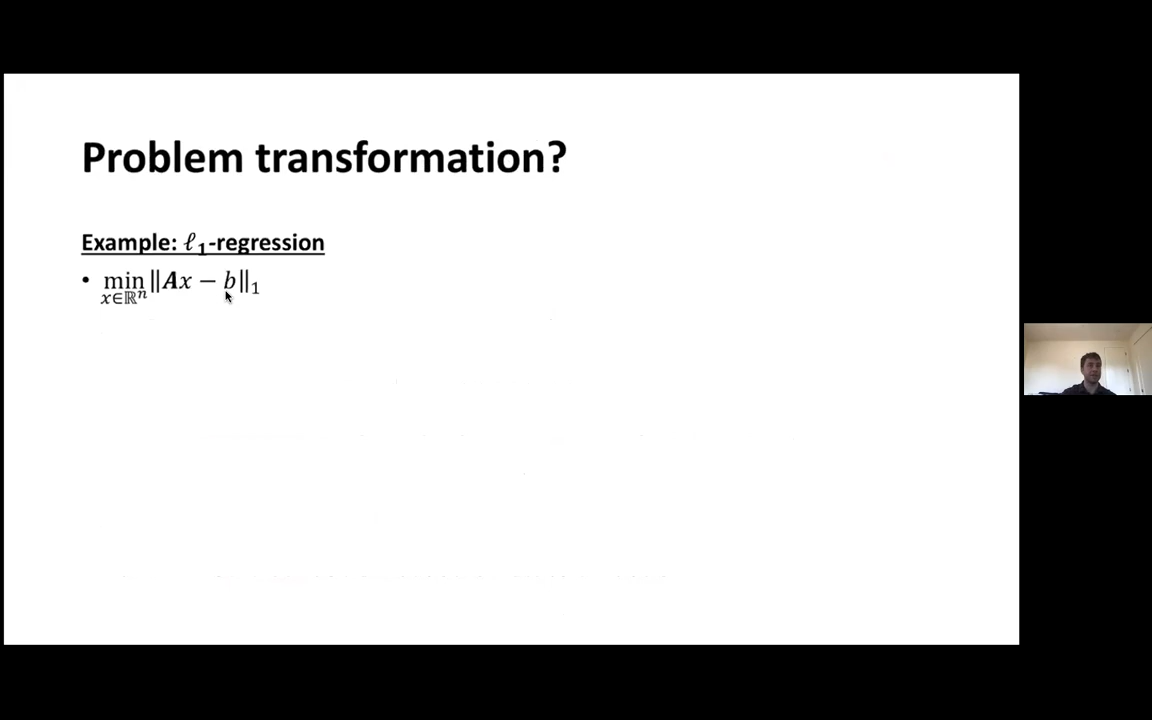 Problem transformation?
Example: ℓ₁-regression
• min ‖Ax − b‖₁
x∈ℝⁿ